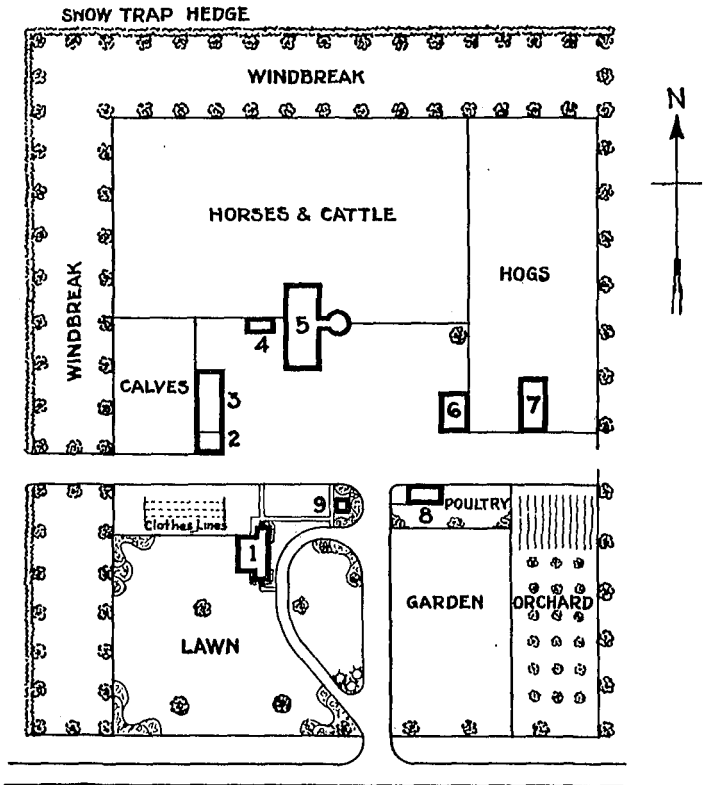 SNOW TRAP HEDGE
WINDBREAK
N
HORSES & CATTLE
HOGS
WINDBREAK
5
4
CALVES
3
6
7
2
9
8
POULTRY
Clothes Lines
1
GARDEN
ORCHARD
LAWN